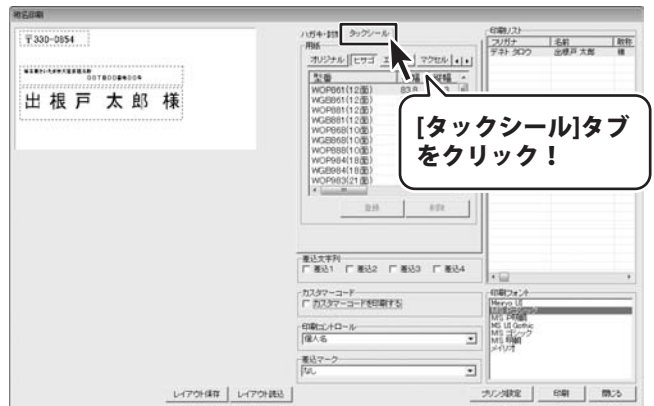 宛名印刷
〒330-0854
出根戸 太郎 様
ハガキ・封筒
タックシール
用紙
オリジナル
ヒサゴ
マクセル
型番
WOP861(12面)
WGB861(12面)
WOP881(12面)
WGB881(12面)
WOP868(10面)
WGB868(10面)
WOP888(10面)
WOP984(18面)
WGB984(18面)
WOP983(21面)
登録
削除
[タックシール]タブ
をクリック！
差込文字列
差込1 差込2 差込3 差込4
カスタマーコード
カスタマーコードを印刷する
印刷コントロール
個人名
差込マーク
なし
レイアウト保存
レイアウト読込
印刷リスト
フリガナ 名前 敬称
デネト タロウ 出根戸 太郎 様
印刷フォント
Meiryo UI
MS Pゴシック
MS P明朝
MS UI Gothic
MS ゴシック
MS 明朝
メイリオ
プリンタ設定
印刷
閉じる